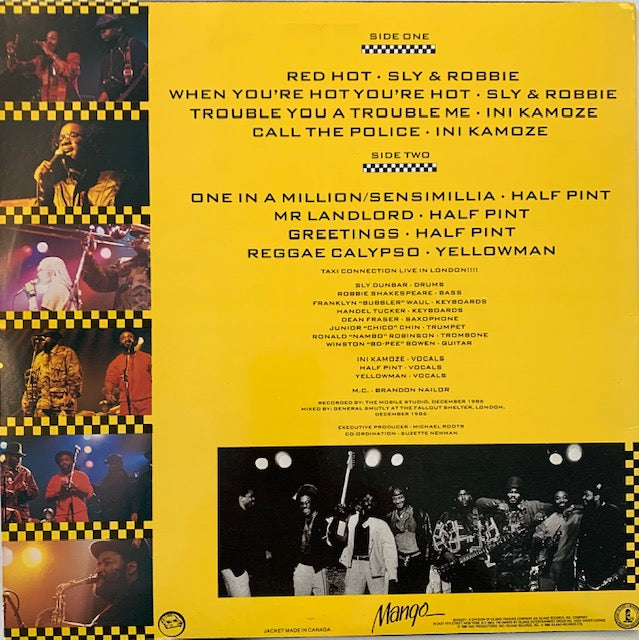 SIDE ONE
RED HOT · SLY & ROBBIE
WHEN YOU'RE HOT YOU'RE HOT · SLY & ROBBIE
TROUBLE YOU A TROUBLE ME · INI KAMOZE
CALL THE POLICE · INI KAMOZE
SIDE TWO
ONE IN A MILLION/SENSIMILLIA · HALF PINT
MR LANDLORD · HALF PINT
GREETINGS · HALF PINT
REGGAE CALYPSO · YELLOWMAN
TAXI CONNECTION LIVE IN LONDON!!!!
SLY DUNBAR · DRUMS
ROBBIE SHAKESPEARE · BASS
FRANKLYN "BUBBLER" WAUL · KEYBOARDS
HANDEL TUCKER · KEYBOARDS
DEAN FRASER · SAXOPHONE
JUNIOR "CHICO" CHIN · TRUMPET
RONALD "NAMBO" ROBINSON · TROMBONE
WINSTON "BO-PEE" BOWEN · GUITAR
INI KAMOZE · VOCALS
HALF PINT · VOCALS
YELLOWMAN · VOCALS
M.C. · BRANDON NAILOR
RECORDED BY: THE MOBILE STUDIO, DECEMBER 1985
MIXED BY: GENERAL SMUTLY AT THE FALLOUT SHELTER, LONDON,
DECEMBER 1985
EXECUTIVE PRODUCER · MICHAEL ROOTS
CO-ORDINATION · SUZETTE NEWMAN
Mango
JACKET MADE IN CANADA